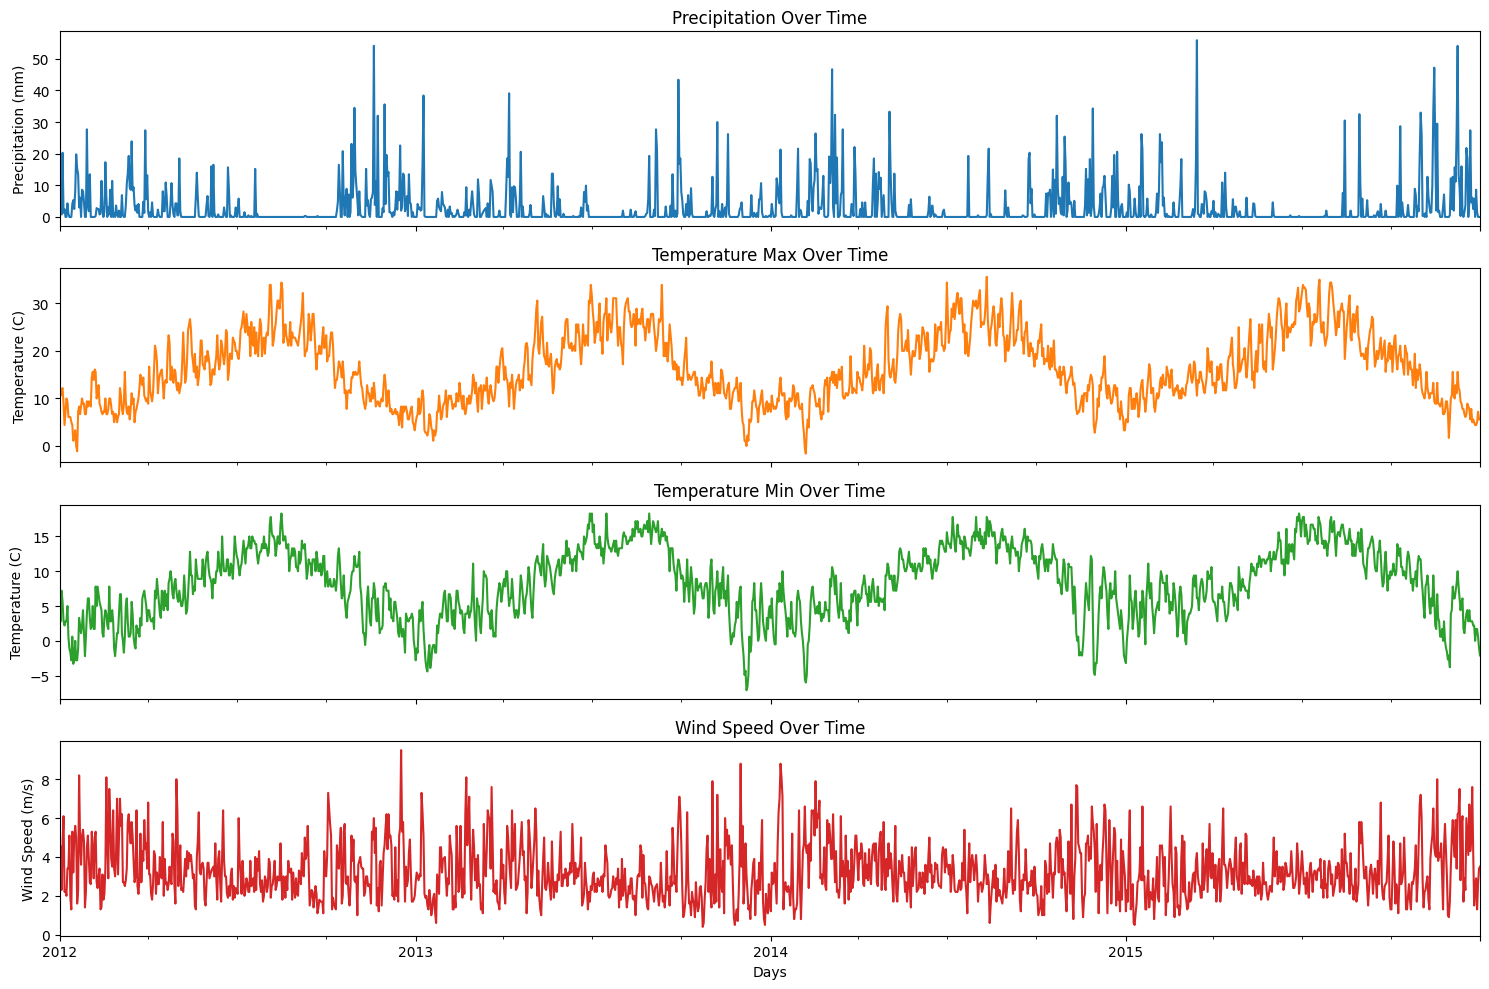 Precipitation Over Time
Precipitation (mm)
50
40
30
20
10
0
Temperature Max Over Time
Temperature (C)
30
20
10
0
Temperature Min Over Time
Temperature (C)
15
10
5
0
−5
Wind Speed Over Time
Wind Speed (m/s)
8
6
4
2
0
2012
2013
2014
2015
Days